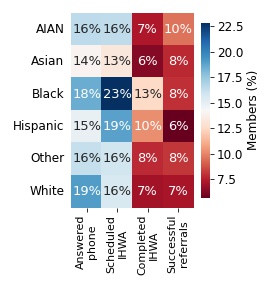 AIAN 16% 16% 7% 10%
Asian 14% 13% 6% 8%
Black 18% 23% 13% 8%
Hispanic 15% 19% 10% 6%
Other 16% 16% 8% 8%
White 19% 16% 7% 7%
Answered
phone
Scheduled
IHWA
Completed
IHWA
Successful
referrals
22.5
20.0
17.5
15.0
12.5
10.0
7.5
Members (%)